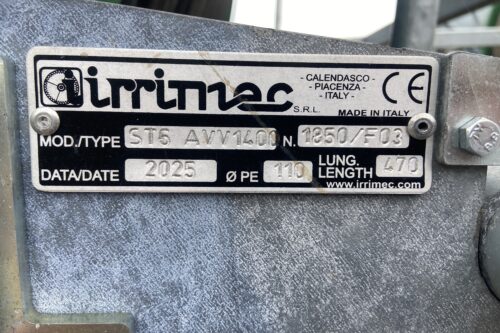 irrimec S.R.L.
- CALENDASCO -
- PIACENZA -
- ITALY -
CE
MADE IN ITALY
MOD./TYPE ST6 AVV1400 N. 1850/F03
DATA/DATE 2025 Ø PE 110 LUNG. LENGTH 470
www.irrimec.com